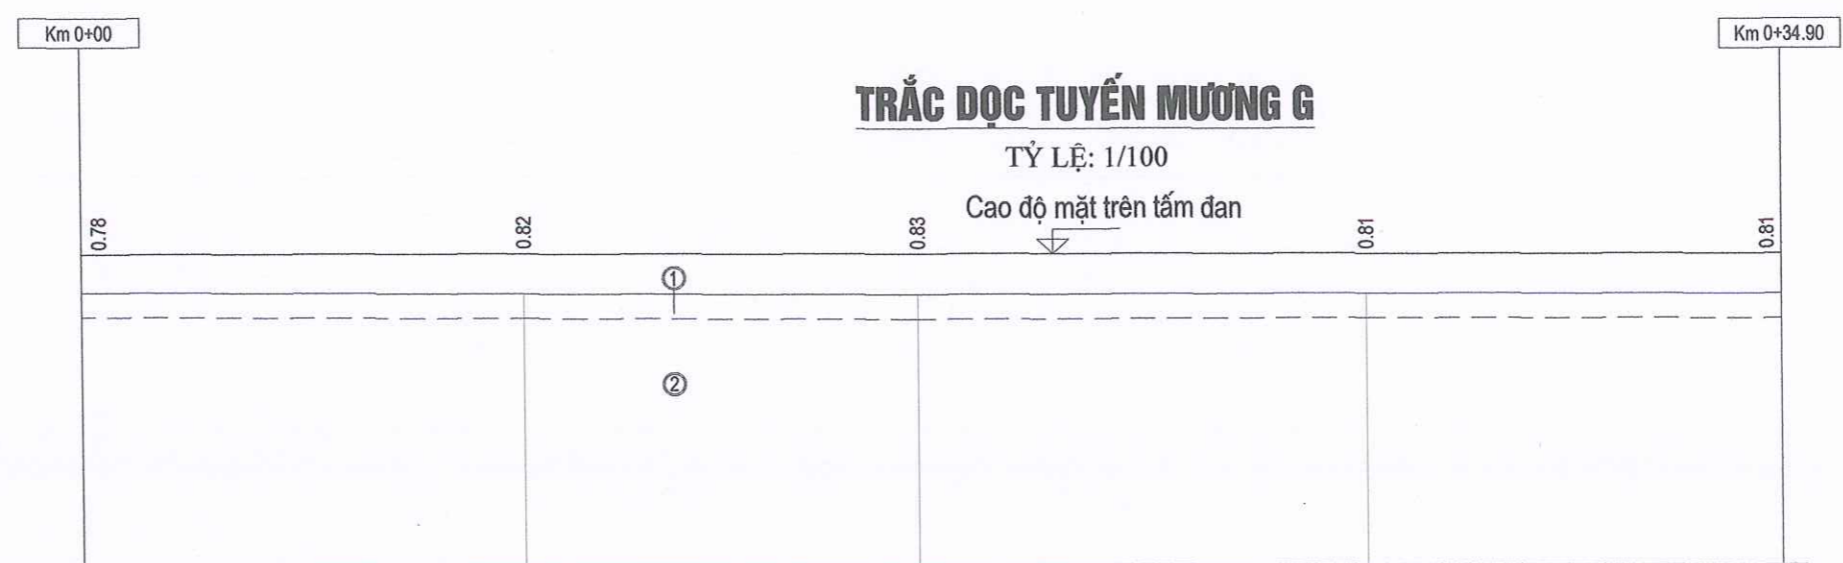 Km 0+00
Km 0+34.90
TRẮC DỌC TUYẾN MƯƠNG G
TỶ LỆ: 1/100
Cao độ mặt trên tấm đan
0.78
0.82
0.83
0.81
0.81
①
②